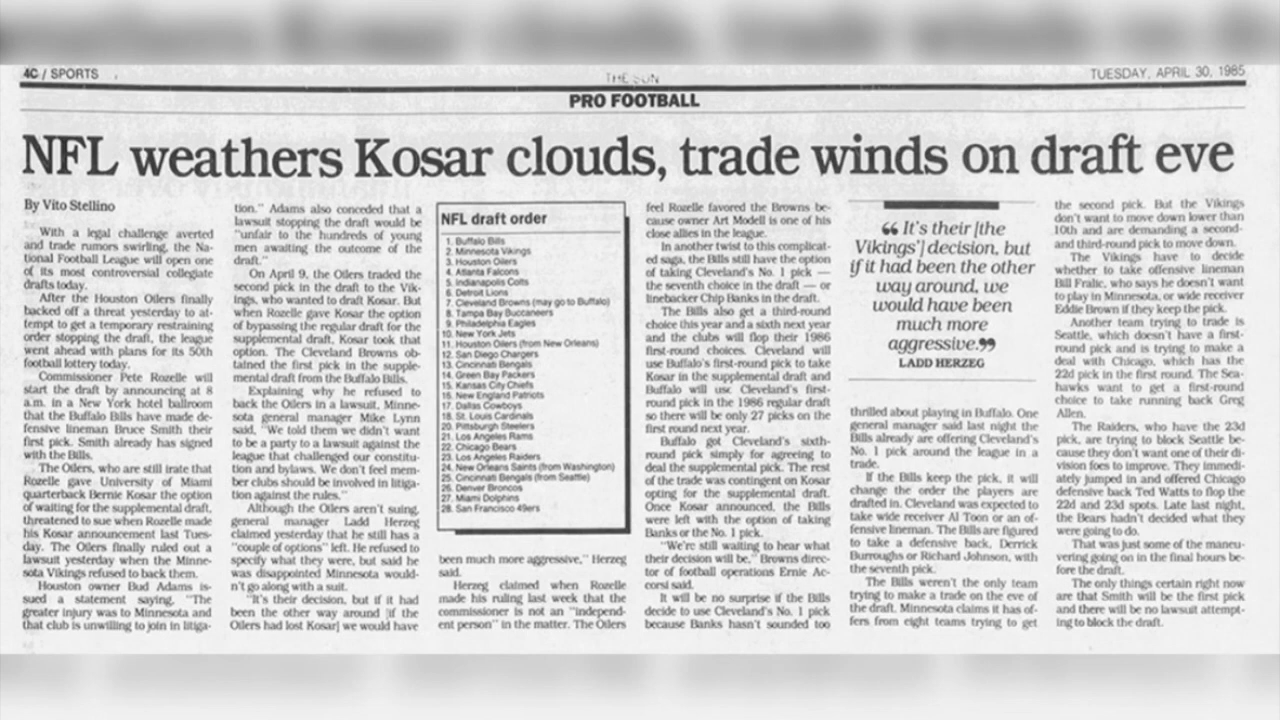 4C / SPORTS
THE SUN
TUESDAY, APRIL 30, 1985
PRO FOOTBALL
NFL weathers Kosar clouds, trade winds on draft eve
By Vito Stellino
With a legal challenge averted
and trade rumors swirling, the Na-
tional Football League will open one
of its most controversial collegiate
drafts today.
After the Houston Oilers finally
backed off a threat yesterday to at-
tempt to get a temporary restraining
order stopping the draft, the league
went ahead with plans for its 50th
football lottery today.
Commissioner Pete Rozelle will
start the draft by announcing at 8
a.m. in a New York hotel ballroom
that the Buffalo Bills have made de-
fensive lineman Bruce Smith their
first pick. Smith already has signed
with the Bills.
The Oilers, who are still irate that
Rozelle gave University of Miami
quarterback Bernie Kosar the option
of waiting for the supplemental draft,
threatened to sue when Rozelle made
his Kosar announcement last Tues-
day. The Oilers finally ruled out a
lawsuit yesterday when the Minne-
sota Vikings refused to back them.
Houston owner Bud Adams is-
sued a statement saying, "The
greater injury was to Minnesota and
that club is unwilling to join in litiga-
tion." Adams also conceded that a
lawsuit stopping the draft would be
"unfair to the hundreds of young
men awaiting the outcome of the
draft."
On April 9, the Oilers traded the
second pick in the draft to the Vik-
ings, who wanted to draft Kosar. But
when Rozelle gave Kosar the option
of bypassing the regular draft for the
supplemental draft, Kosar took that
option. The Cleveland Browns ob-
tained the first pick in the supple-
mental draft from the Buffalo Bills.
Explaining why he refused to
back the Oilers in a lawsuit, Minne-
sota general manager Mike Lynn
said, "We told them we didn't want
to be a party to a lawsuit against the
league that challenged our constitu-
tion and bylaws. We don't feel mem-
ber clubs should be involved in litiga-
tion against the rules."
Although the Oilers aren't suing,
general manager Ladd Herzeg
claimed yesterday that he still has a
"couple of options" left. He refused to
specify what they were, but said he
was disappointed Minnesota would-
n't go along with a suit.
"It's their decision, but if it had
been the other way around [if the
Oilers had lost Kosar] we would have
NFL draft order
1. Buffalo Bills
2. Minnesota Vikings
3. Houston Oilers
4. Atlanta Falcons
5. Indianapolis Colts
6. Detroit Lions
7. Cleveland Browns (may go to Buffalo)
8. Tampa Bay Buccaneers
9. Philadelphia Eagles
10. New York Jets
11. Houston Oilers (from New Orleans)
12. San Diego Chargers
13. Cincinnati Bengals
14. Green Bay Packers
15. Kansas City Chiefs
16. New England Patriots
17. Dallas Cowboys
18. St. Louis Cardinals
20. Pittsburgh Steelers
21. Los Angeles Rams
22. Chicago Bears
23. Los Angeles Raiders
24. New Orleans Saints (from Washington)
25. Cincinnati Bengals (from Seattle)
26. Denver Broncos
27. Miami Dolphins
28. San Francisco 49ers
been much more aggressive," Herzeg
said.
Herzeg claimed when Rozelle
made his ruling last week that the
commissioner is not an "independ-
ent person" in the matter. The Oilers
feel Rozelle favored the Browns be-
cause owner Art Modell is one of his
close allies in the league.
In another twist to this complicat-
ed saga, the Bills still have the option
of taking Cleveland's No. 1 pick —
the seventh choice in the draft — or
linebacker Chip Banks in the draft.
The Bills also get a third-round
choice this year and a sixth next year
and the clubs will flop their 1986
first-round choices. Cleveland will
use Buffalo's first-round pick to take
Kosar in the supplemental draft and
Buffalo will use Cleveland's first-
round pick in the 1986 regular draft
so there will be only 27 picks on the
first round next year.
Buffalo got Cleveland's sixth-
round pick simply for agreeing to
deal the supplemental pick. The rest
of the trade was contingent on Kosar
opting for the supplemental draft.
Once Kosar announced, the Bills
were left with the option of taking
Banks or the No. 1 pick.
"We're still waiting to hear what
their decision will be," Browns direc-
tor of football operations Ernie Ac-
corsi said.
It will be no surprise if the Bills
decide to use Cleveland's No. 1 pick
because Banks hasn't sounded too
“ It's their [the
Vikings'] decision, but
if it had been the other
way around, we
would have been
much more
aggressive.”
LADD HERZEG
thrilled about playing in Buffalo. One
general manager said last night the
Bills already are offering Cleveland's
No. 1 pick around the league in a
trade.
If the Bills keep the pick, it will
change the order the players are
drafted in. Cleveland was expected to
take wide receiver Al Toon or an of-
fensive lineman. The Bills are figured
to take a defensive back, Derrick
Burroughs or Richard Johnson, with
the seventh pick.
The Bills weren't the only team
trying to make a trade on the eve of
the draft. Minnesota claims it has of-
fers from eight teams trying to get
the second pick. But the Vikings
don't want to move down lower than
10th and are demanding a second-
and third-round pick to move down.
The Vikings have to decide
whether to take offensive lineman
Bill Fralic, who says he doesn't want
to play in Minnesota, or wide receiver
Eddie Brown if they keep the pick.
Another team trying to trade is
Seattle, which doesn't have a first-
round pick and is trying to make a
deal with Chicago, which has the
22d pick in the first round. The Sea-
hawks want to get a first-round
choice to take running back Greg
Allen.
The Raiders, who have the 23d
pick, are trying to block Seattle be-
cause they don't want one of their di-
vision foes to improve. They immedi-
ately jumped in and offered Chicago
defensive back Ted Watts to flop the
22d and 23d spots. Late last night,
the Bears hadn't decided what they
were going to do.
That was just some of the maneu-
vering going on in the final hours be-
fore the draft.
The only things certain right now
are that Smith will be the first pick
and there will be no lawsuit attempt-
ing to block the draft.